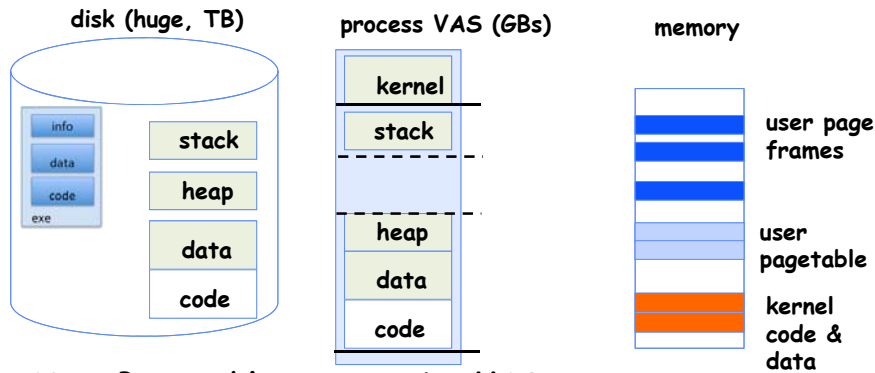 disk (huge, TB)
info
data
code
exe
stack
heap
data
code
process VAS (GBs)
kernel
stack
heap
data
code
memory
user page
frames
user
pagetable
kernel
code &
data